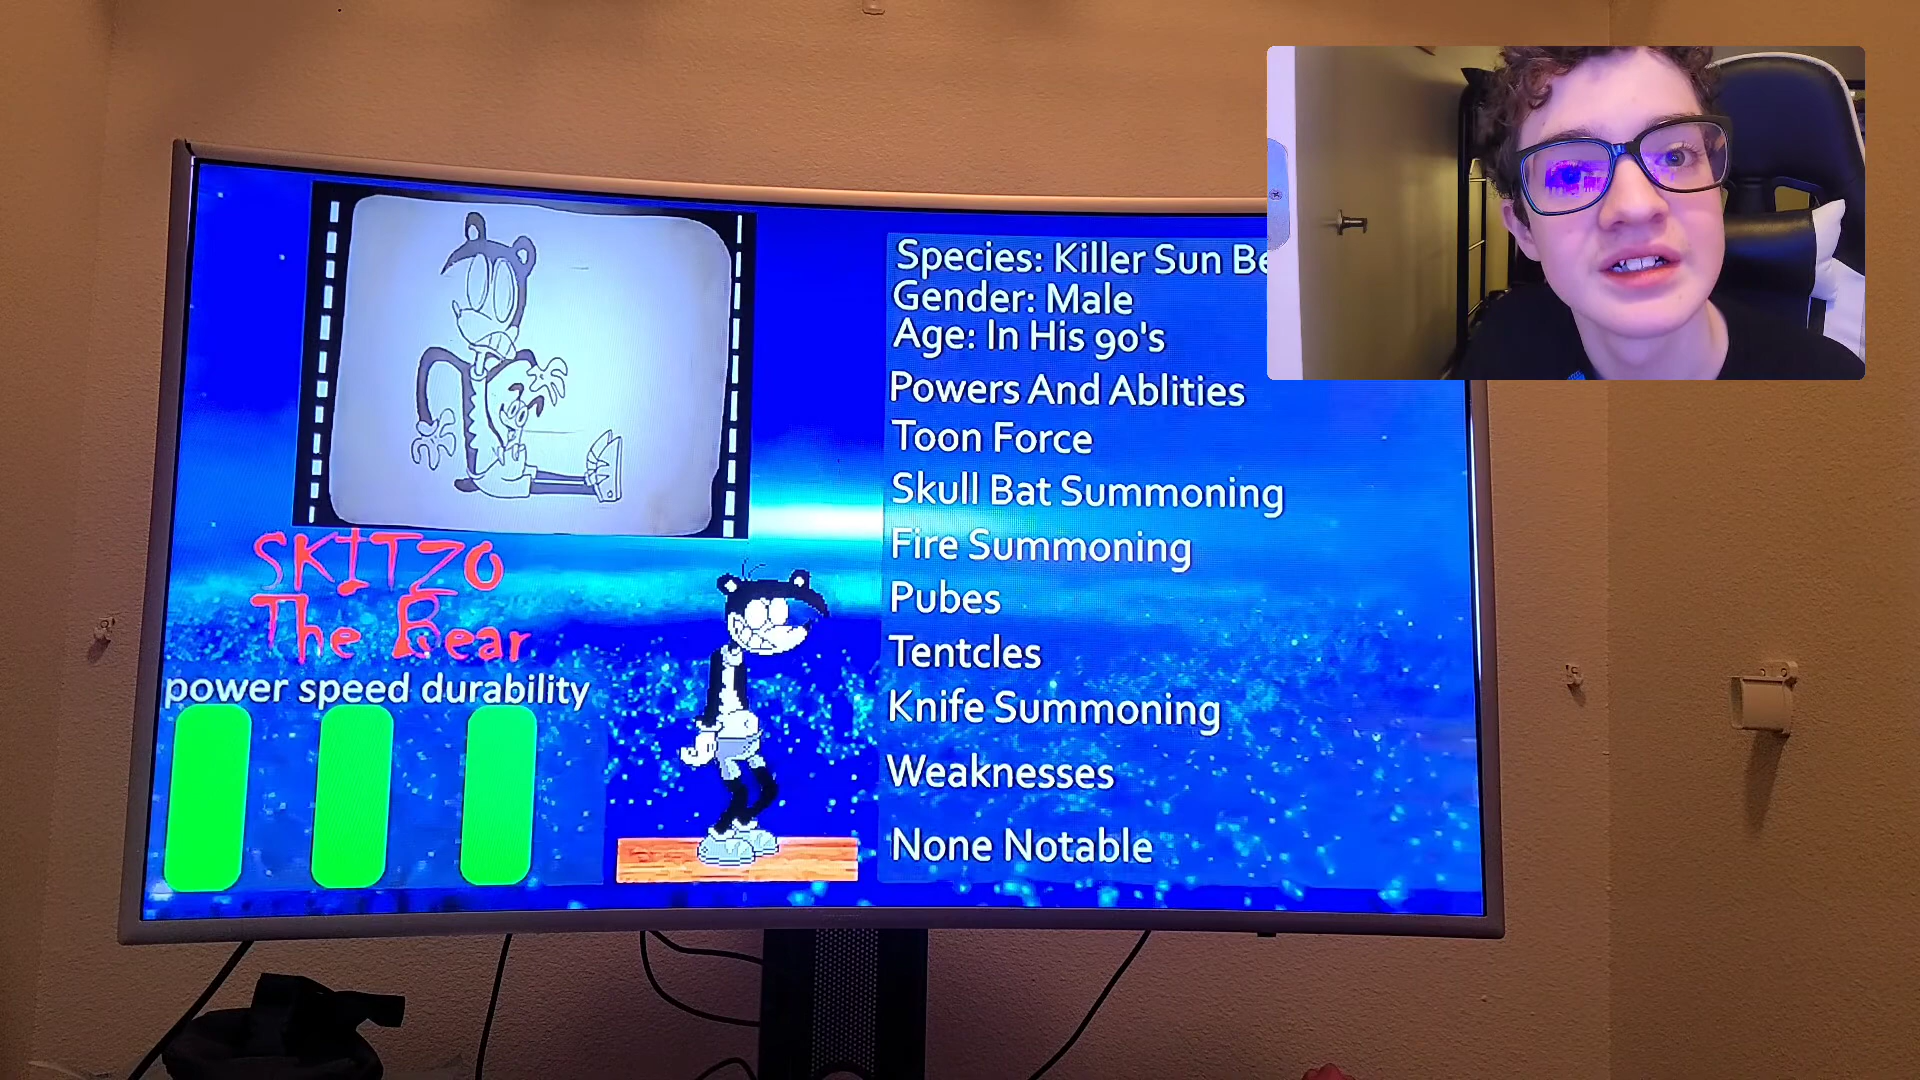 SKITZO
The Bear
power speed durability
Species: Killer Sun
Gender: Male
Age: In His 90's
Powers And Ablities
Toon Force
Skull Bat Summoning
Fire Summoning
Pubes
Tentcles
Knife Summoning
Weaknesses
None Notable